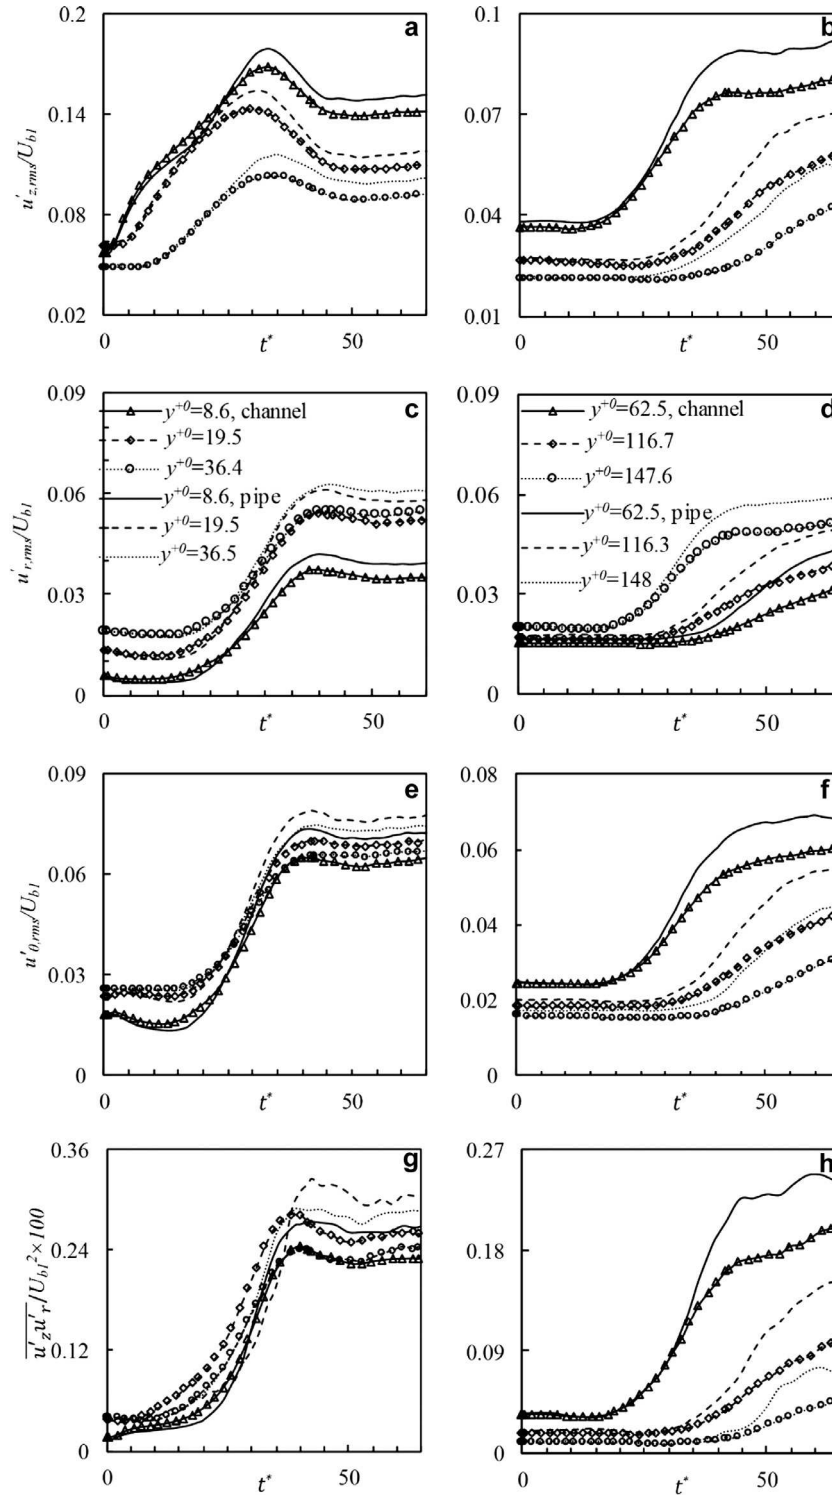 a
0.2
0.14
0.08
0.02
u'z,rms/Ub1
0
t*
50
b
0.1
0.07
0.04
0.01
0
t*
50
c
0.09
0.06
0.03
0
u'r,rms/Ub1
y+0=8.6, channel
y+0=19.5
y+0=36.4
y+0=8.6, pipe
y+0=19.5
y+0=36.5
0
t*
50
d
0.09
0.06
0.03
0
y+0=62.5, channel
y+0=116.7
y+0=147.6
y+0=62.5, pipe
y+0=116.3
y+0=148
0
t*
50
e
0.09
0.06
0.03
0
u'θ,rms/Ub1
0
t*
50
f
0.08
0.06
0.04
0.02
0
0
t*
50
g
0.36
0.24
0.12
0
u'zu'r/Ub1²×100
0
t*
50
h
0.27
0.18
0.09
0
0
t*
50